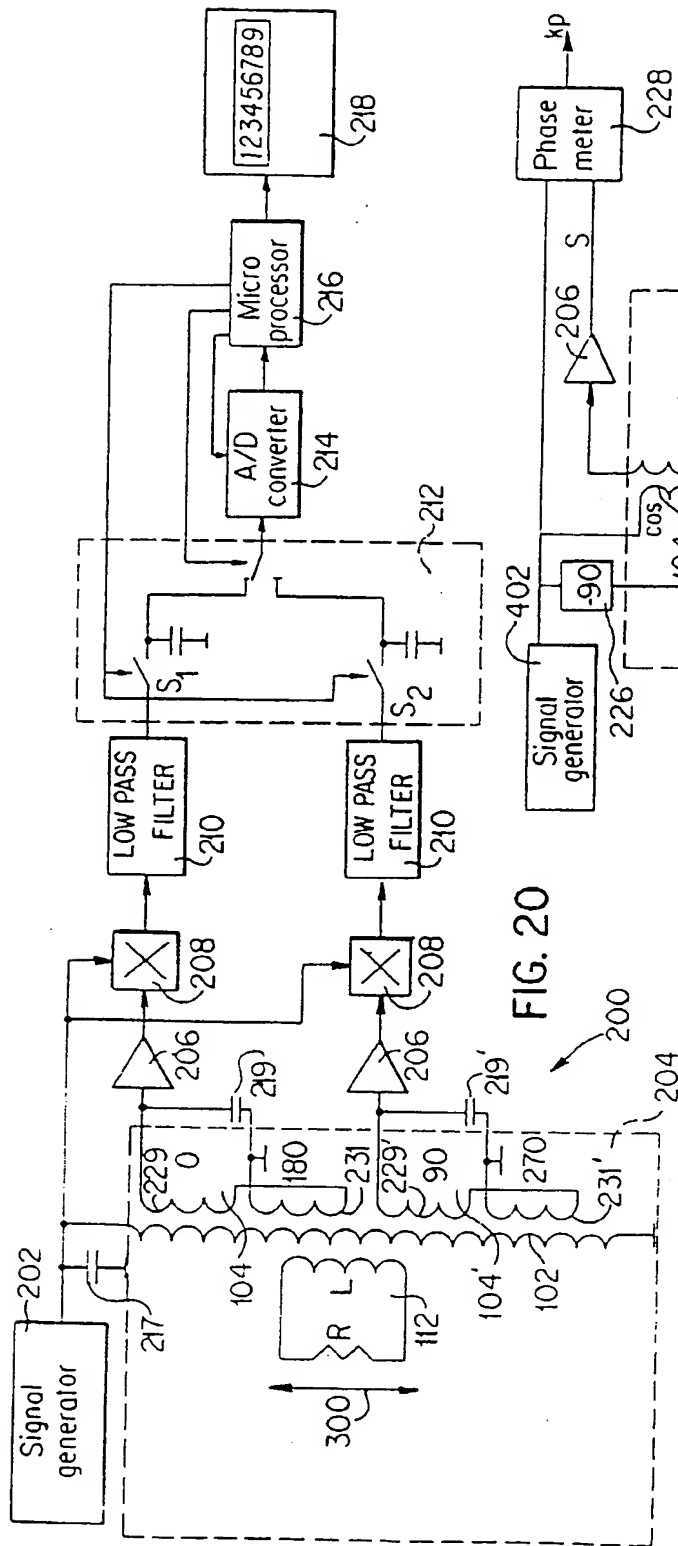 Signal
generator
202
217
300
R
L
112
104
104'
102
229
0
180
231
229'
90
270
231'
219
219'
206
206
208
208
LOW PASS
FILTER
210
LOW PASS
FILTER
210
S1
S2
212
A/D
converter
214
Micro
processor
216
123456789
218
FIG. 20
200
204
Signal
generator
402
-90
226
cos
206
S
Phase
meter
228
kp